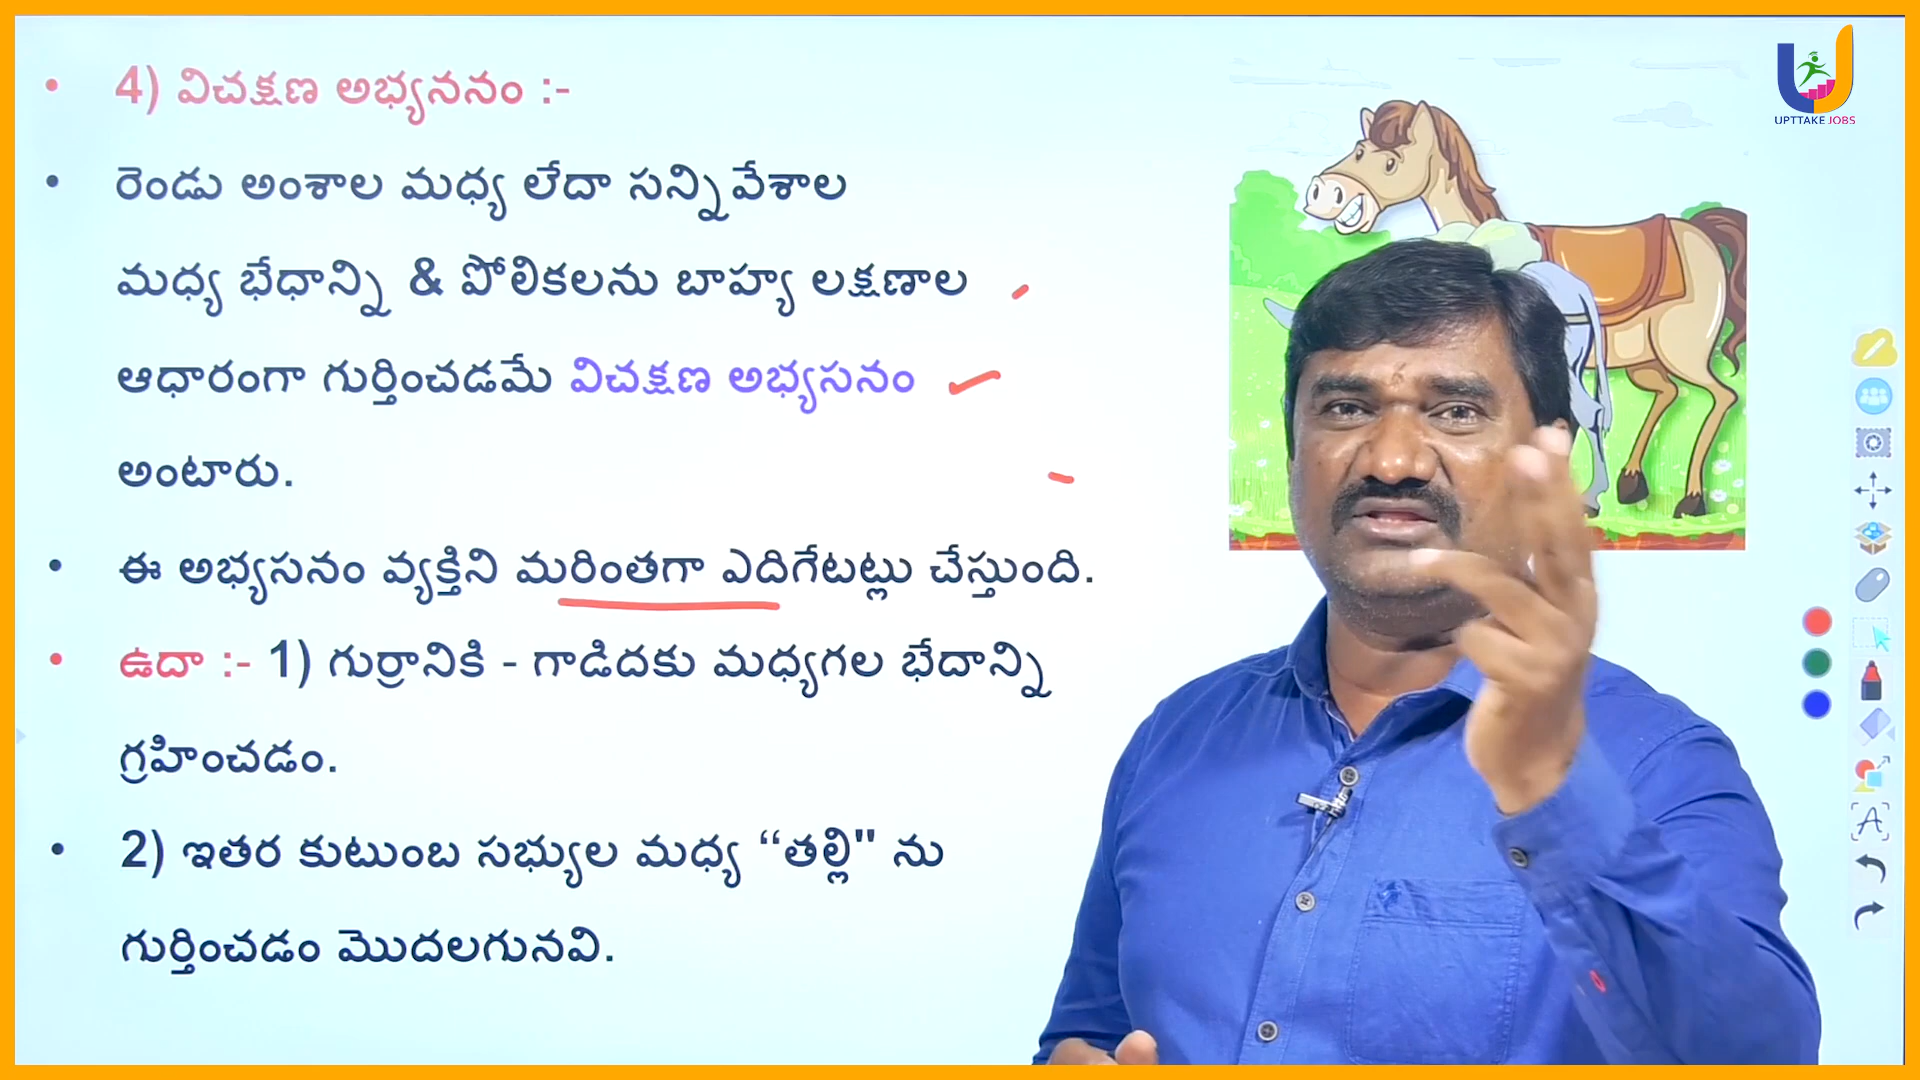 • 4) విచక్షణ అభ్యననం :-
• రెండు అంశాల మధ్య లేదా సన్నివేశాల
మధ్య భేధాన్ని & పోలికలను బాహ్య లక్షణాల
ఆధారంగా గుర్తించడమే విచక్షణ అభ్యసనం
అంటారు.
• ఈ అభ్యసనం వ్యక్తిని మరింతగా ఎదిగేటట్లు చేస్తుంది.
• ఉదా :- 1) గుర్రానికి - గాడిదకు మధ్యగల భేదాన్ని
గ్రహించడం.
• 2) ఇతర కుటుంబ సభ్యుల మధ్య “తల్లి" ను
గుర్తించడం మొదలగునవి.
UPTTAKE JOBS
A